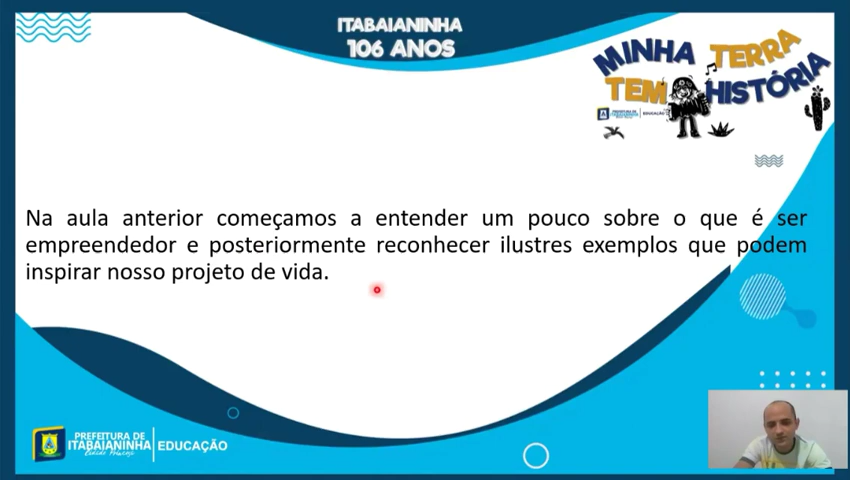 ITABAIANINHA
106 ANOS
MINHA TERRA
TEM HISTÓRIA
Na aula anterior começamos a entender um pouco sobre o que é ser
empreendedor e posteriormente reconhecer ilustres exemplos que podem
inspirar nosso projeto de vida.
PREFEITURA DE
ITABAIANINHA
EDUCAÇÃO